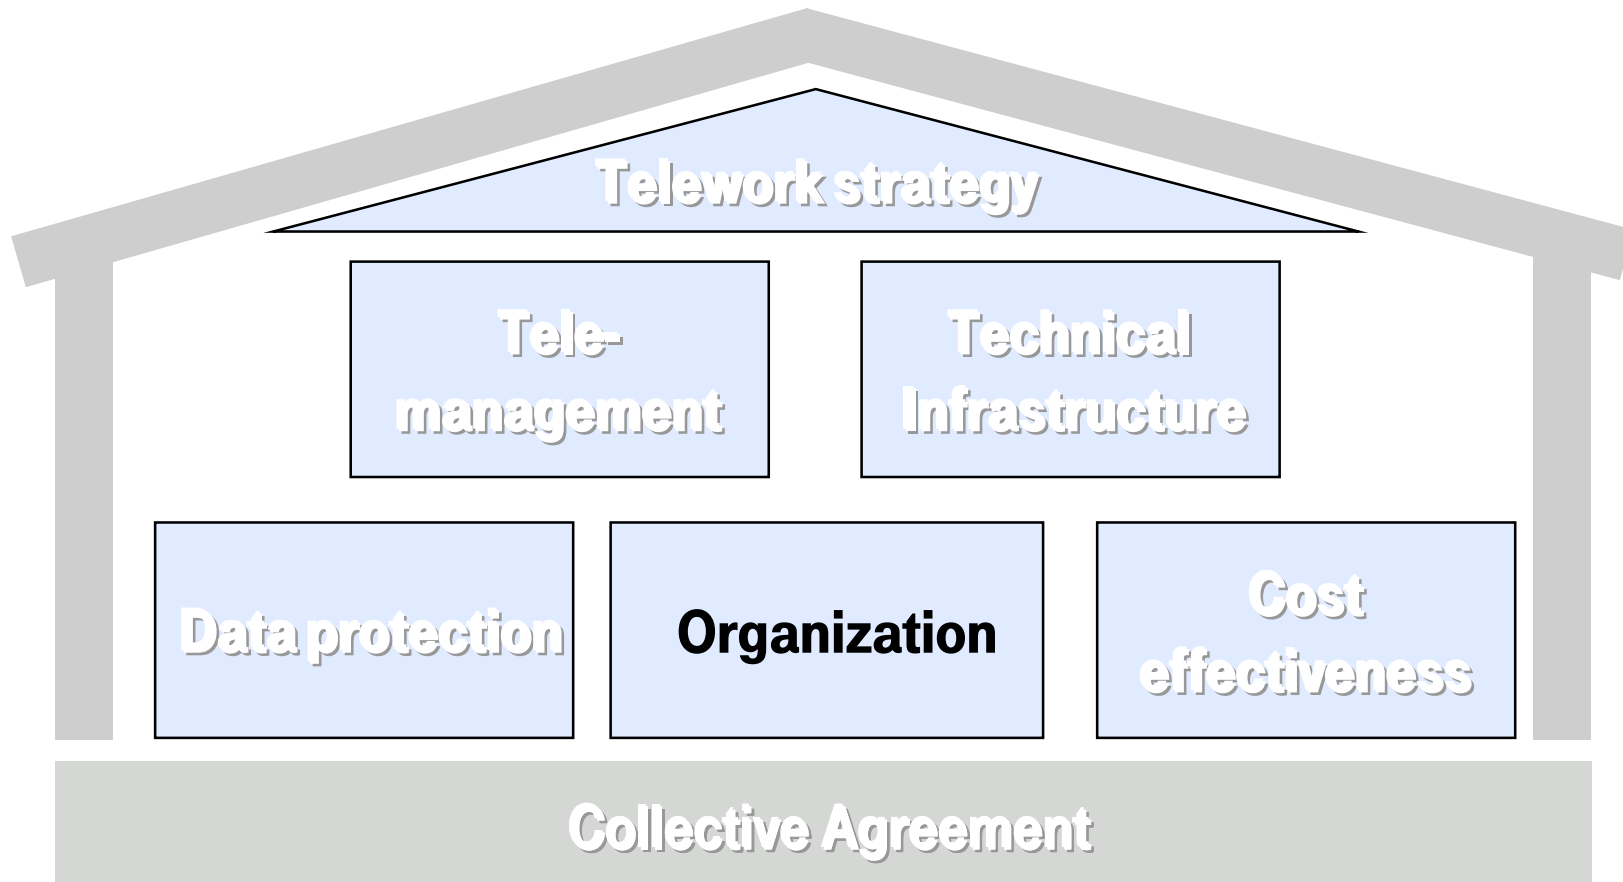 Telework strategy
Tele-
management
Technical
Infrastructure
Data protection
Organization
Cost
effectiveness
Collective Agreement